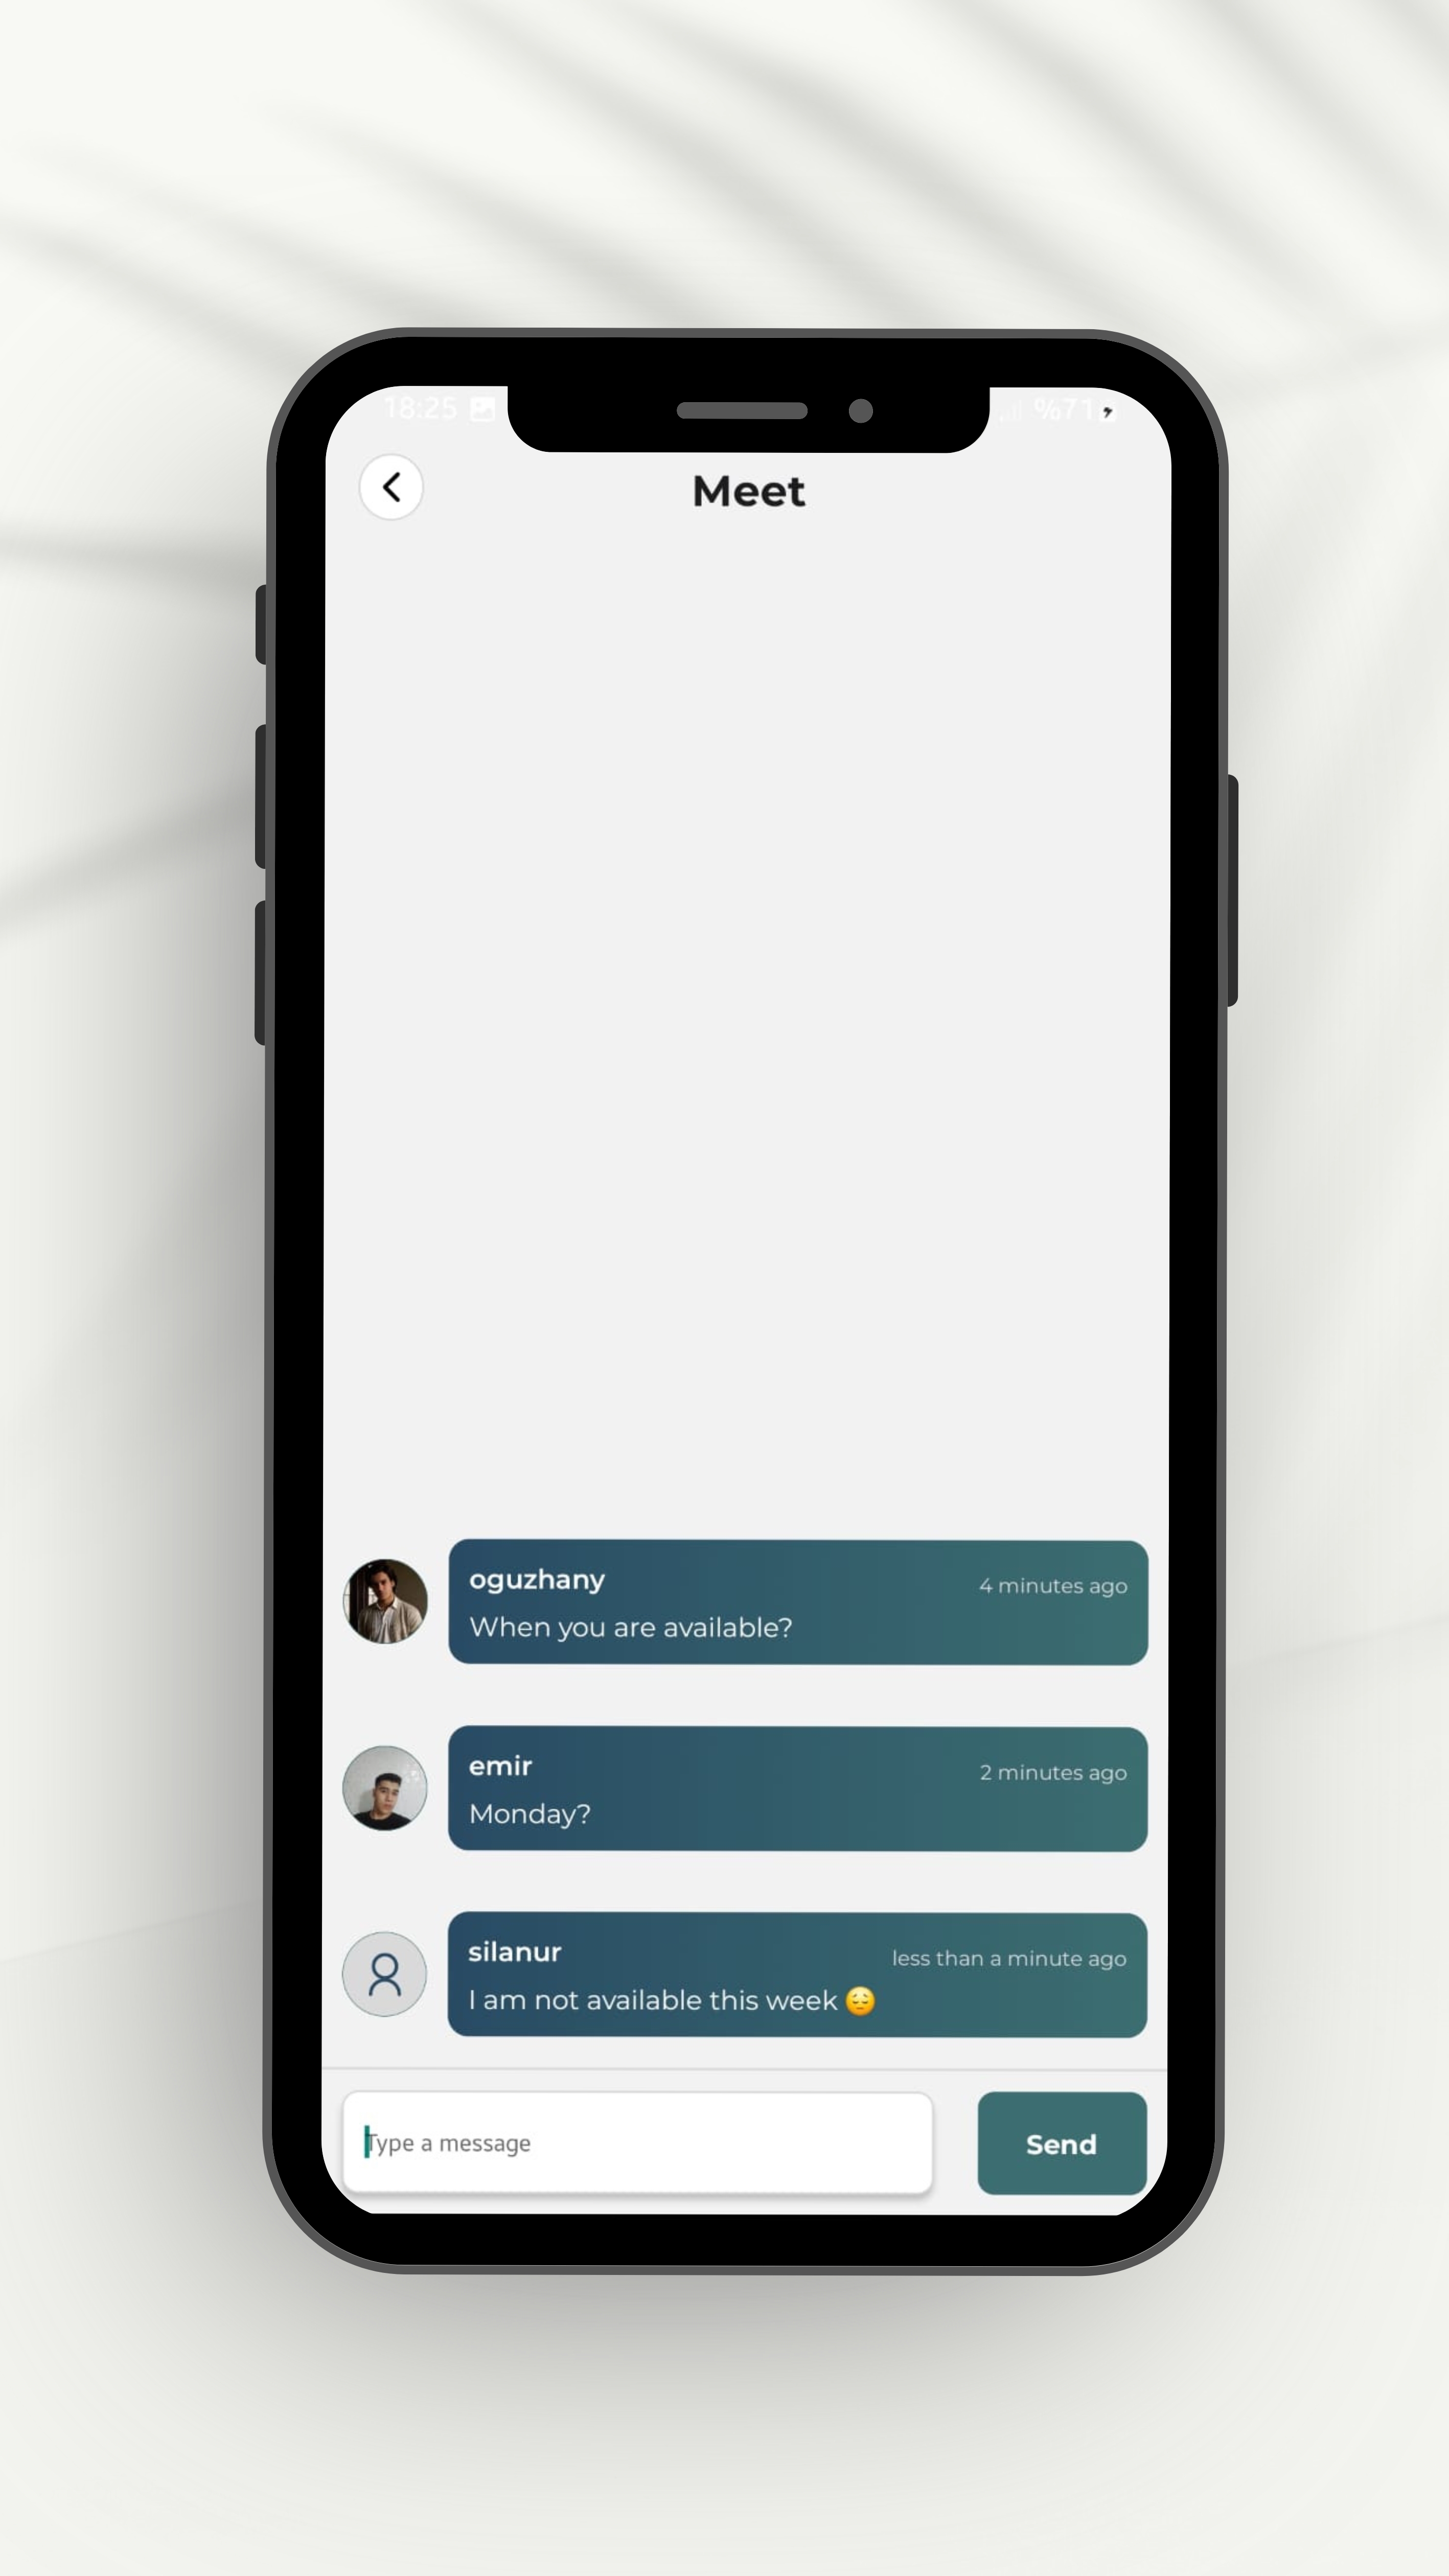 18:25
%71
Meet
oguzhany
4 minutes ago
When you are available?
emir
2 minutes ago
Monday?
silanur
less than a minute ago
I am not available this week 😔
Type a message
Send